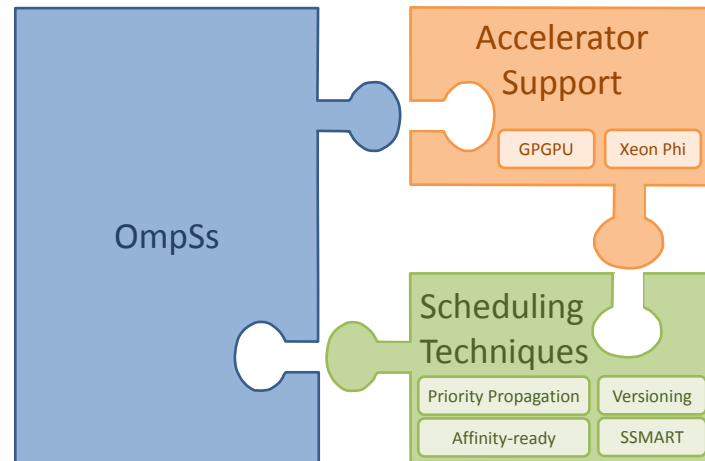 OmpSs
Accelerator
Support
GPGPU
Xeon Phi
Scheduling
Techniques
Priority Propagation
Versioning
Affinity-ready
SSMART